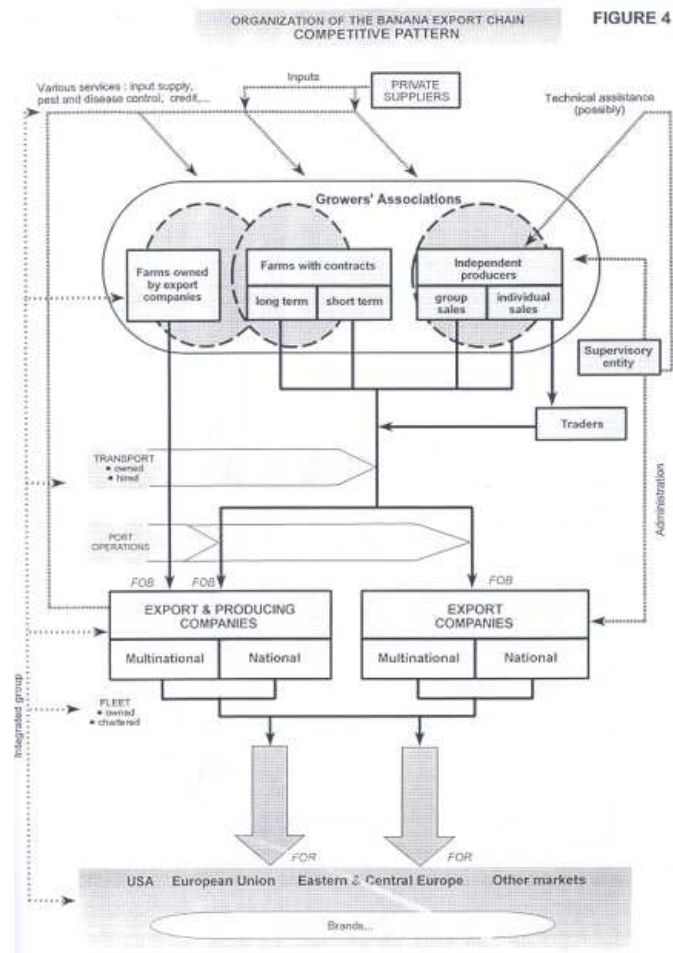 ORGANIZATION OF THE BANANA EXPORT CHAIN
COMPETITIVE PATTERN
FIGURE 4
Various services : input supply,
pest and disease control, credit,...
Inputs
PRIVATE
SUPPLIERS
Technical assistance
(possibly)
Growers' Associations
Farms owned
by export
companies
Farms with contracts
long term
short term
Independent
producers
group
sales
individual
sales
Supervisory
entity
Traders
TRANSPORT
• owned
• hired
Administration
PORT
OPERATIONS
FOB
FOB
FOB
EXPORT & PRODUCING
COMPANIES
Multinational
National
EXPORT
COMPANIES
Multinational
National
Integrated group
FLEET
• owned
• chartered
FOR
FOR
USA European Union Eastern & Central Europe Other markets
Brands...